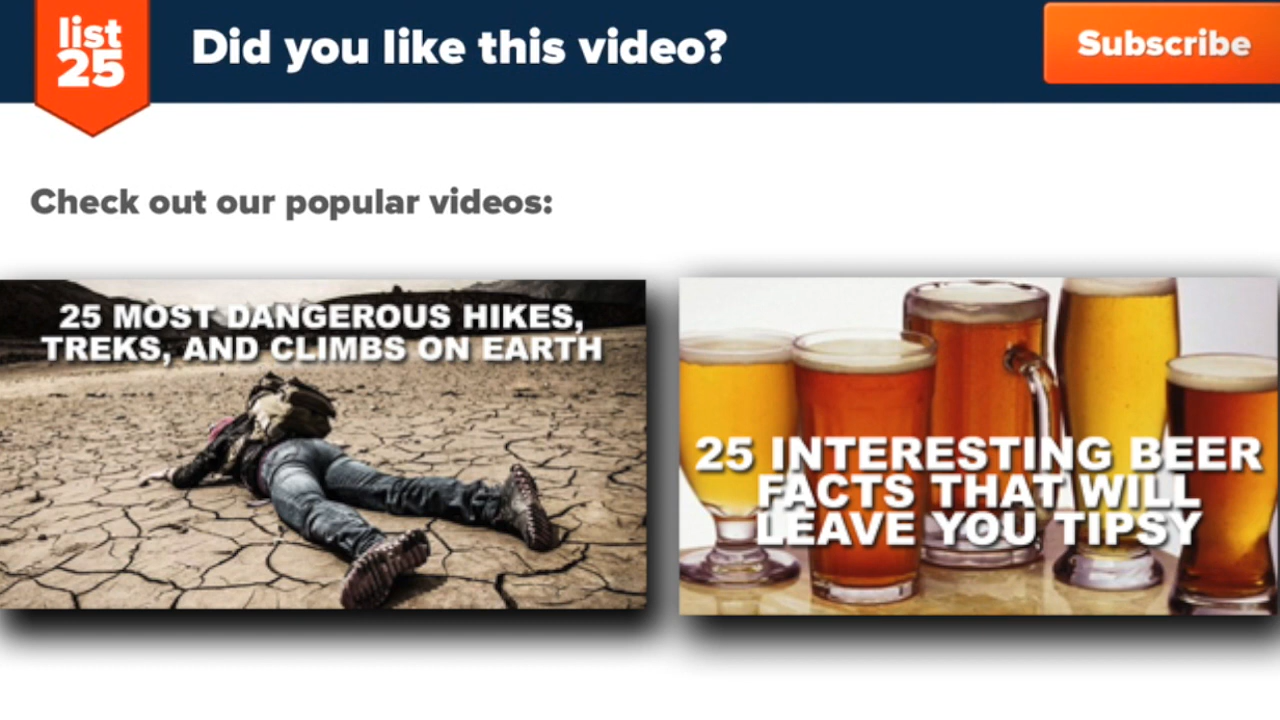 list
25
Did you like this video?
Subscribe
Check out our popular videos:
25 MOST DANGEROUS HIKES,
TREKS, AND CLIMBS ON EARTH
25 INTERESTING BEER
FACTS THAT WILL
LEAVE YOU TIPSY